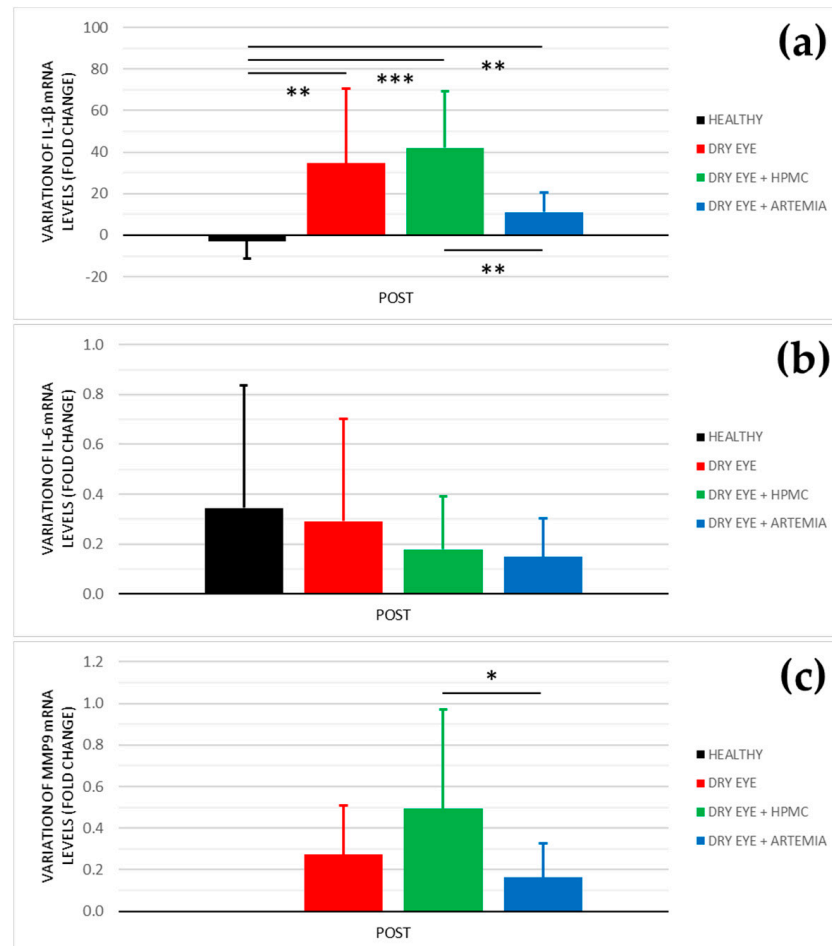 (a)
VARIATION OF IL-1β mRNA
LEVELS (FOLD CHANGE)
100
80
60
40
20
0
-20
**
***
**
**
POST
HEALTHY
DRY EYE
DRY EYE + HPMC
DRY EYE + ARTEMIA
(b)
VARIATION OF IL-6 mRNA
LEVELS (FOLD CHANGE)
1.0
0.8
0.6
0.4
0.2
0.0
POST
HEALTHY
DRY EYE
DRY EYE + HPMC
DRY EYE + ARTEMIA
(c)
VARIATION OF MMP9 mRNA
LEVELS (FOLD CHANGE)
1.2
1.0
0.8
0.6
0.4
0.2
0.0
*
POST
HEALTHY
DRY EYE
DRY EYE + HPMC
DRY EYE + ARTEMIA